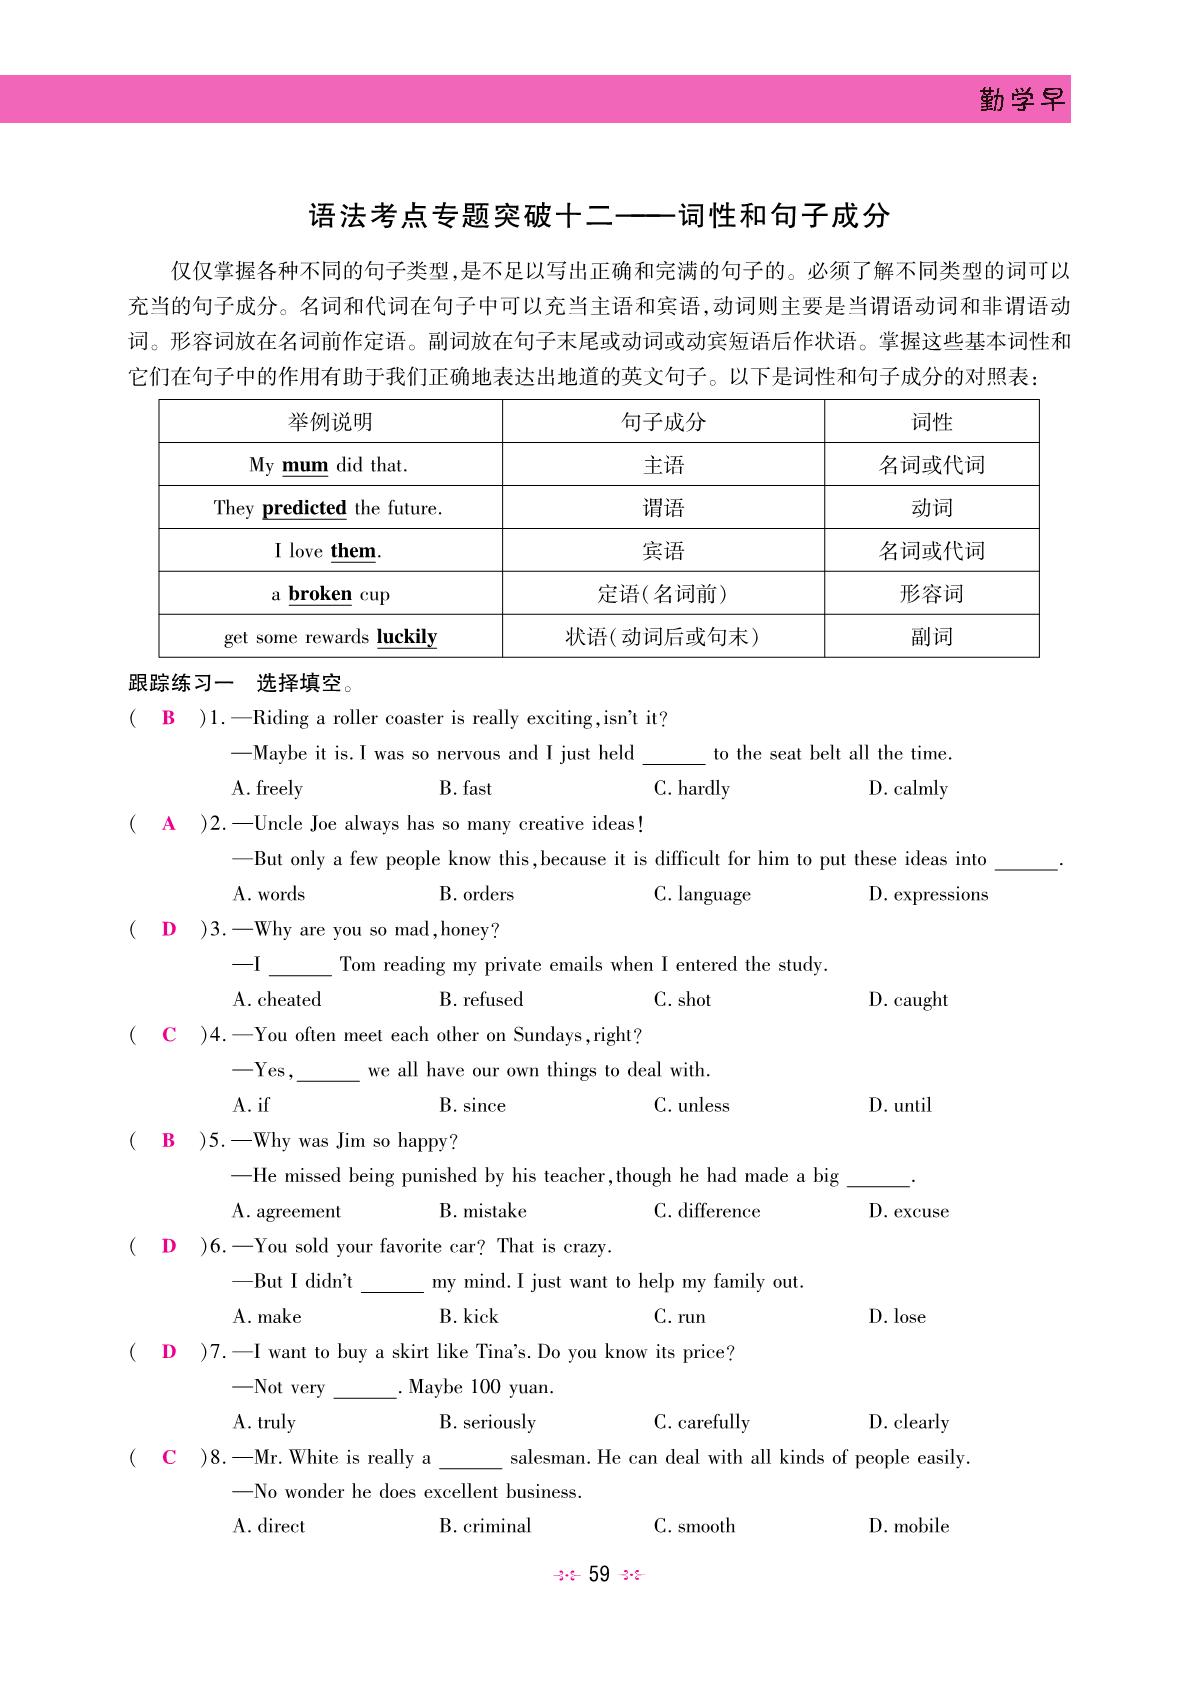 勤学早
语法考点专题突破十二——词性和句子成分
仅仅掌握各种不同的句子类型,是不足以写出正确和完满的句子的。必须了解不同类型的词可以
充当的句子成分。名词和代词在句子中可以充当主语和宾语,动词则主要是当谓语动词和非谓语动
词。形容词放在名词前作定语。副词放在句子末尾或动词或动宾短语后作状语。掌握这些基本词性和
它们在句子中的作用有助于我们正确地表达出地道的英文句子。以下是词性和句子成分的对照表:
举例说明 句子成分 词性
My mum did that. 主语 名词或代词
They predicted the future. 谓语 动词
I love them. 宾语 名词或代词
a broken cup 定语(名词前) 形容词
get some rewards luckily 状语(动词后或句末) 副词
跟踪练习一 选择填空。
( B )1. —Riding a roller coaster is really exciting,isn't it?
—Maybe it is. I was so nervous and I just held ______ to the seat belt all the time.
A. freely B. fast C. hardly D. calmly
( A )2. —Uncle Joe always has so many creative ideas!
—But only a few people know this,because it is difficult for him to put these ideas into ______.
A. words B. orders C. language D. expressions
( D )3. —Why are you so mad,honey?
—I ______ Tom reading my private emails when I entered the study.
A. cheated B. refused C. shot D. caught
( C )4. —You often meet each other on Sundays,right?
—Yes,______ we all have our own things to deal with.
A. if B. since C. unless D. until
( B )5. —Why was Jim so happy?
—He missed being punished by his teacher,though he had made a big ______.
A. agreement B. mistake C. difference D. excuse
( D )6. —You sold your favorite car? That is crazy.
—But I didn't ______ my mind. I just want to help my family out.
A. make B. kick C. run D. lose
( D )7. —I want to buy a skirt like Tina's. Do you know its price?
—Not very ______. Maybe 100 yuan.
A. truly B. seriously C. carefully D. clearly
( C )8. —Mr. White is really a ______ salesman. He can deal with all kinds of people easily.
—No wonder he does excellent business.
A. direct B. criminal C. smooth D. mobile
59